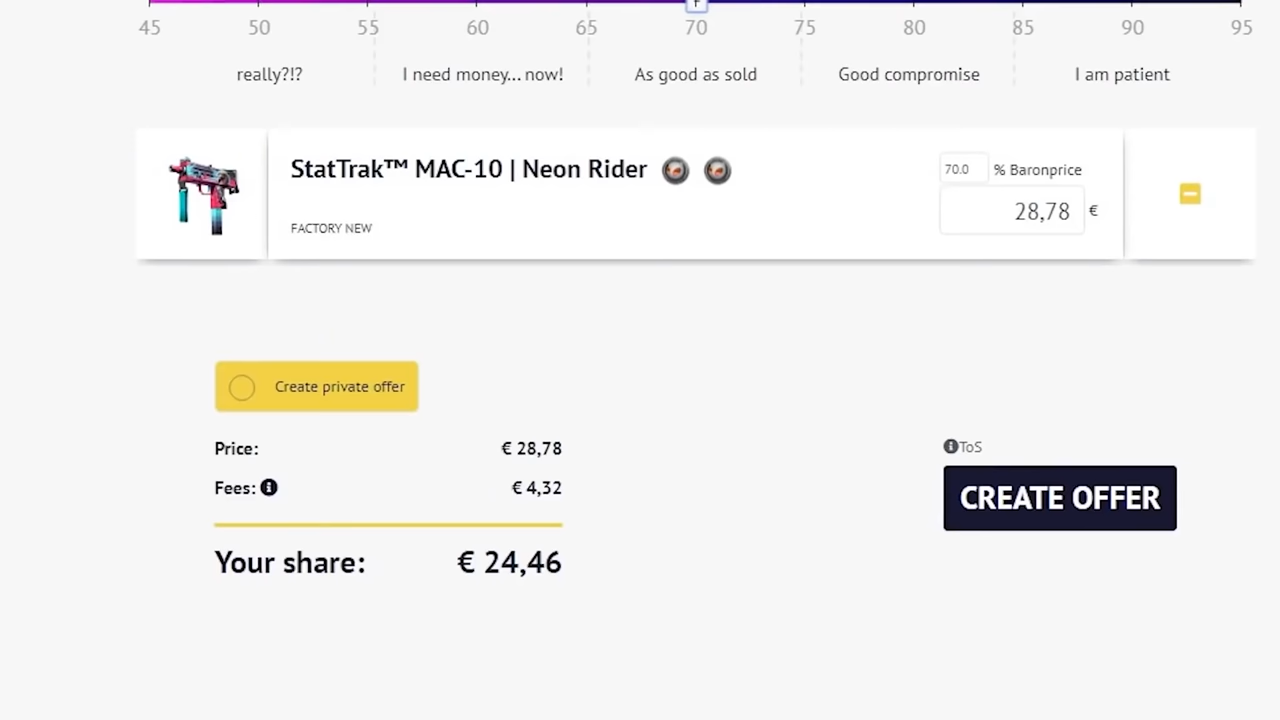 45 50 55 60 65 70 75 80 85 90 95
really?!? I need money... now! As good as sold Good compromise I am patient
StatTrak™ MAC-10 | Neon Rider
70.0 % Baronprice
28,78 €
FACTORY NEW
Create private offer
Price: € 28,78
ToS
Fees: € 4,32
CREATE OFFER
Your share: € 24,46